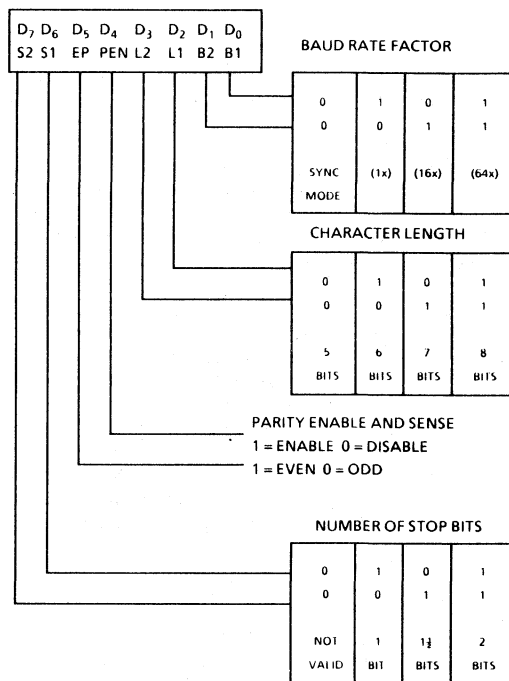 D7 D6 D5 D4 D3 D2 D1 D0
S2 S1 EP PEN L2 L1 B2 B1
BAUD RATE FACTOR
0 1 0 1
0 0 1 1
SYNC (1x) (16x) (64x)
MODE
CHARACTER LENGTH
0 1 0 1
0 0 1 1
5 6 7 8
BITS BITS BITS BITS
PARITY ENABLE AND SENSE
1 = ENABLE 0 = DISABLE
1 = EVEN 0 = ODD
NUMBER OF STOP BITS
0 1 0 1
0 0 1 1
NOT 1 1½ 2
VALID BIT BITS BITS